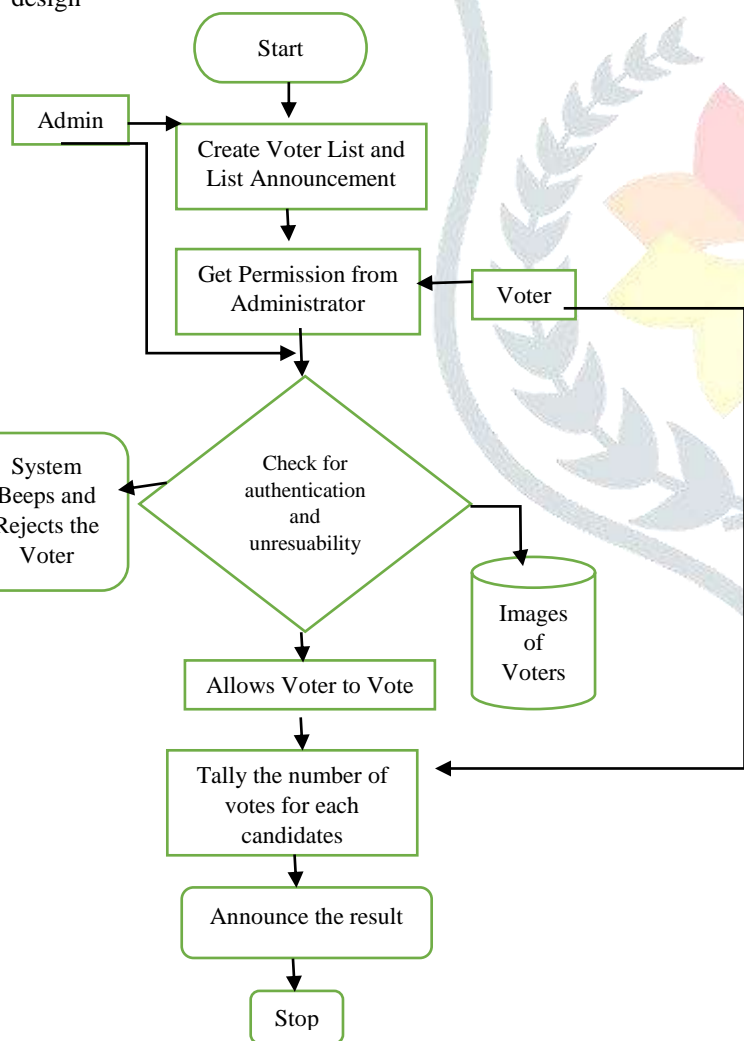 design
Start
Admin
Create Voter List and
List Announcement
Get Permission from
Administrator
Voter
System
Beeps and
Rejects the
Voter
Check for
authentication
and
unresuability
Images
of
Voters
Allows Voter to Vote
Tally the number of
votes for each
candidates
Announce the result
Stop